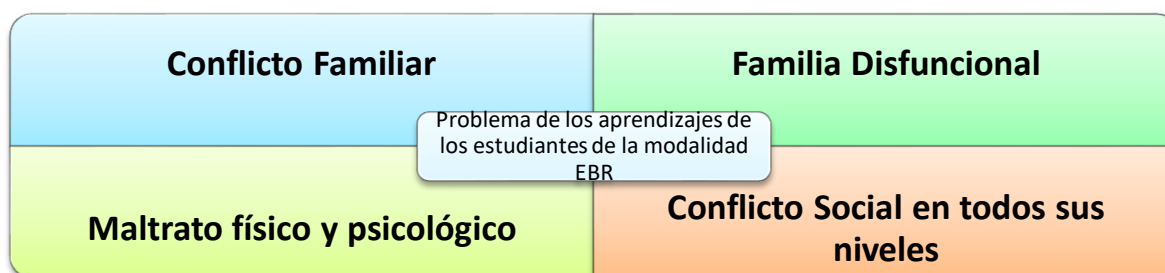 Conflicto Familiar
Familia Disfuncional
Problema de los aprendizajes de
los estudiantes de la modalidad
EBR
Maltrato físico y psicológico
Conflicto Social en todos sus
niveles